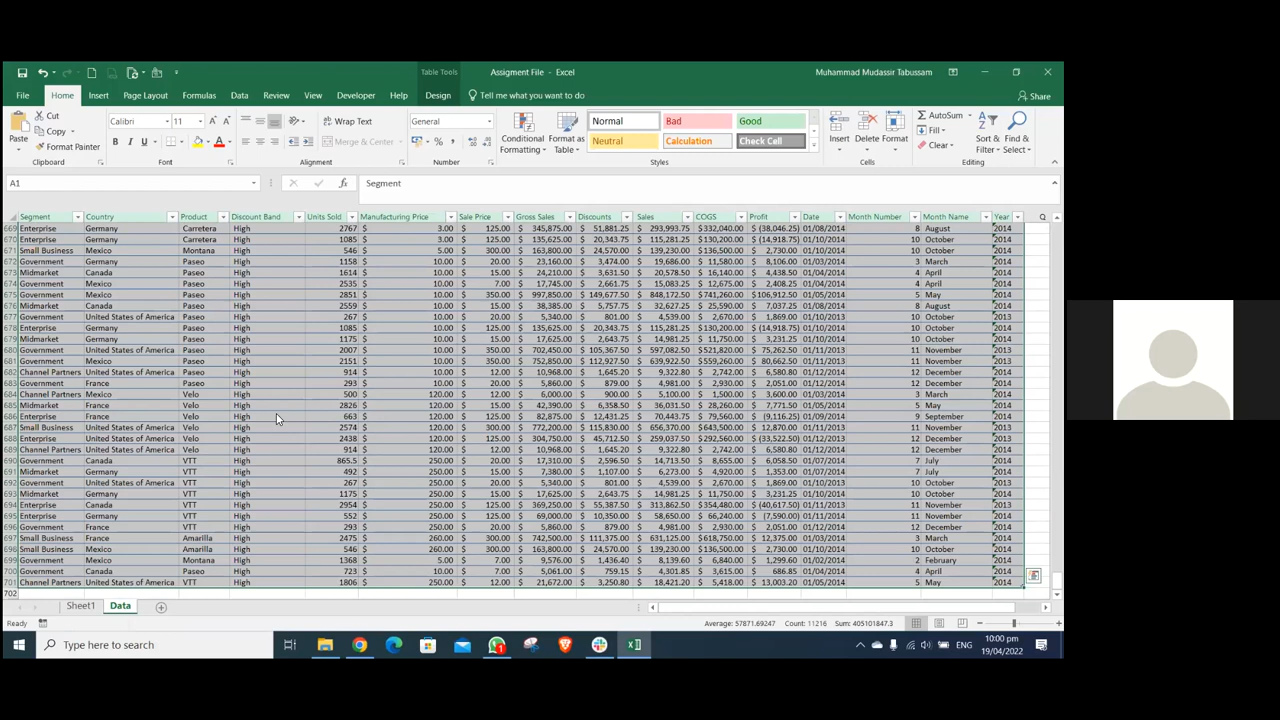 Table Tools
Assigment File - Excel
Muhammad Mudassir Tabussam
File Home Insert Page Layout Formulas Data Review View Developer Help Design Tell me what you want to do Share
Paste Cut Copy Format Painter Clipboard
Calibri 11 B I U Font
Wrap Text Merge & Center Alignment
General % Number
Conditional Formatting Format as Table Normal Bad Good Neutral Calculation Check Cell Styles
Insert Delete Format Cells
AutoSum Fill Clear Sort & Filter Find & Select Editing
A1 fx Segment
Segment Country Product Discount Band Units Sold Manufacturing Price Sale Price Gross Sales Discounts Sales COGS Profit Date Month Number Month Name Year Q
669 Enterprise Germany Carretera High 2767 $ 3.00 $ 125.00 $ 345,875.00 $ 51,881.25 $ 293,993.75 $332,040.00 $ (38,046.25) 01/08/2014 8 August 2014
670 Enterprise Germany Carretera High 1085 $ 3.00 $ 125.00 $ 135,625.00 $ 20,343.75 $ 115,281.25 $130,200.00 $ (14,918.75) 01/10/2014 10 October 2014
671 Small Business Mexico Montana High 546 $ 5.00 $ 300.00 $ 163,800.00 $ 24,570.00 $ 139,230.00 $136,500.00 $ 2,730.00 01/10/2014 10 October 2014
672 Government Germany Paseo High 1158 $ 10.00 $ 20.00 $ 23,160.00 $ 3,474.00 $ 19,686.00 $ 11,580.00 $ 8,106.00 01/03/2014 3 March 2014
673 Midmarket Canada Paseo High 1614 $ 10.00 $ 15.00 $ 24,210.00 $ 3,631.50 $ 20,578.50 $ 16,140.00 $ 4,438.50 01/04/2014 4 April 2014
674 Government Mexico Paseo High 2535 $ 10.00 $ 7.00 $ 17,745.00 $ 2,661.75 $ 15,083.25 $ 12,675.00 $ 2,408.25 01/04/2014 4 April 2014
675 Government Mexico Paseo High 2851 $ 10.00 $ 350.00 $ 997,850.00 $ 149,677.50 $ 848,172.50 $741,260.00 $106,912.50 01/05/2014 5 May 2014
676 Midmarket Canada Paseo High 2559 $ 10.00 $ 15.00 $ 38,385.00 $ 5,757.75 $ 32,627.25 $ 25,590.00 $ 7,037.25 01/08/2014 8 August 2014
677 Government United States of America Paseo High 267 $ 10.00 $ 20.00 $ 5,340.00 $ 801.00 $ 4,539.00 $ 2,670.00 $ 1,869.00 01/10/2013 10 October 2013
678 Enterprise Germany Paseo High 1085 $ 10.00 $ 125.00 $ 135,625.00 $ 20,343.75 $ 115,281.25 $130,200.00 $ (14,918.75) 01/10/2014 10 October 2014
679 Midmarket Germany Paseo High 1175 $ 10.00 $ 15.00 $ 17,625.00 $ 2,643.75 $ 14,981.25 $ 11,750.00 $ 3,231.25 01/10/2014 10 October 2014
680 Government United States of America Paseo High 2007 $ 10.00 $ 350.00 $ 702,450.00 $ 105,367.50 $ 597,082.50 $521,820.00 $ 75,262.50 01/11/2013 11 November 2013
681 Government Mexico Paseo High 2151 $ 10.00 $ 350.00 $ 752,850.00 $ 112,927.50 $ 639,922.50 $559,260.00 $ 80,662.50 01/11/2013 11 November 2013
682 Channel Partners United States of America Paseo High 914 $ 10.00 $ 12.00 $ 10,968.00 $ 1,645.20 $ 9,322.80 $ 2,742.00 $ 6,580.80 01/12/2014 12 December 2014
683 Government France Paseo High 293 $ 10.00 $ 20.00 $ 5,860.00 $ 879.00 $ 4,981.00 $ 2,930.00 $ 2,051.00 01/12/2014 12 December 2014
684 Channel Partners Mexico Velo High 500 $ 120.00 $ 12.00 $ 6,000.00 $ 900.00 $ 5,100.00 $ 1,500.00 $ 3,600.00 01/03/2014 3 March 2014
685 Midmarket France Velo High 2826 $ 120.00 $ 15.00 $ 42,390.00 $ 6,358.50 $ 36,031.50 $ 28,260.00 $ 7,771.50 01/05/2014 5 May 2014
686 Enterprise France Velo High 663 $ 120.00 $ 125.00 $ 82,875.00 $ 12,431.25 $ 70,443.75 $ 79,560.00 $ (9,116.25) 01/09/2014 9 September 2014
687 Small Business United States of America Velo High 2574 $ 120.00 $ 300.00 $ 772,200.00 $ 115,830.00 $ 656,370.00 $643,500.00 $ 12,870.00 01/11/2013 11 November 2013
688 Enterprise United States of America Velo High 2438 $ 120.00 $ 125.00 $ 304,750.00 $ 45,712.50 $ 259,037.50 $292,560.00 $ (33,522.50) 01/12/2013 12 December 2013
689 Channel Partners United States of America Velo High 914 $ 120.00 $ 12.00 $ 10,968.00 $ 1,645.20 $ 9,322.80 $ 2,742.00 $ 6,580.80 01/12/2014 12 December 2014
690 Government Canada VTT High 865.5 $ 250.00 $ 20.00 $ 17,310.00 $ 2,596.50 $ 14,713.50 $ 8,655.00 $ 6,058.50 01/07/2014 7 July 2014
691 Midmarket Germany VTT High 492 $ 250.00 $ 15.00 $ 7,380.00 $ 1,107.00 $ 6,273.00 $ 4,920.00 $ 1,353.00 01/07/2014 7 July 2014
692 Government United States of America VTT High 267 $ 250.00 $ 20.00 $ 5,340.00 $ 801.00 $ 4,539.00 $ 2,670.00 $ 1,869.00 01/10/2013 10 October 2013
693 Midmarket Germany VTT High 1175 $ 250.00 $ 15.00 $ 17,625.00 $ 2,643.75 $ 14,981.25 $ 11,750.00 $ 3,231.25 01/10/2014 10 October 2014
694 Enterprise Canada VTT High 2954 $ 250.00 $ 125.00 $ 369,250.00 $ 55,387.50 $ 313,862.50 $354,480.00 $ (40,617.50) 01/11/2013 11 November 2013
695 Enterprise Germany VTT High 552 $ 250.00 $ 125.00 $ 69,000.00 $ 10,350.00 $ 58,650.00 $ 66,240.00 $ (7,590.00) 01/11/2014 11 November 2014
696 Government France VTT High 293 $ 250.00 $ 20.00 $ 5,860.00 $ 879.00 $ 4,981.00 $ 2,930.00 $ 2,051.00 01/12/2014 12 December 2014
697 Small Business France Amarilla High 2475 $ 260.00 $ 300.00 $ 742,500.00 $ 111,375.00 $ 631,125.00 $618,750.00 $ 12,375.00 01/03/2014 3 March 2014
698 Small Business Mexico Amarilla High 546 $ 260.00 $ 300.00 $ 163,800.00 $ 24,570.00 $ 139,230.00 $136,500.00 $ 2,730.00 01/10/2014 10 October 2014
699 Government Mexico Montana High 1368 $ 5.00 $ 7.00 $ 9,576.00 $ 1,436.40 $ 8,139.60 $ 6,840.00 $ 1,299.60 01/02/2014 2 February 2014
700 Government Canada Paseo High 723 $ 10.00 $ 7.00 $ 5,061.00 $ 759.15 $ 4,301.85 $ 3,615.00 $ 686.85 01/04/2014 4 April 2014
701 Channel Partners United States of America VTT High 1806 $ 250.00 $ 12.00 $ 21,672.00 $ 3,250.80 $ 18,421.20 $ 5,418.00 $ 13,003.20 01/05/2014 5 May 2014
702
Sheet1 Data
Ready Average: 57871.69247 Count: 11216 Sum: 405101847.3
Type here to search
ENG 10:00 pm
19/04/2022